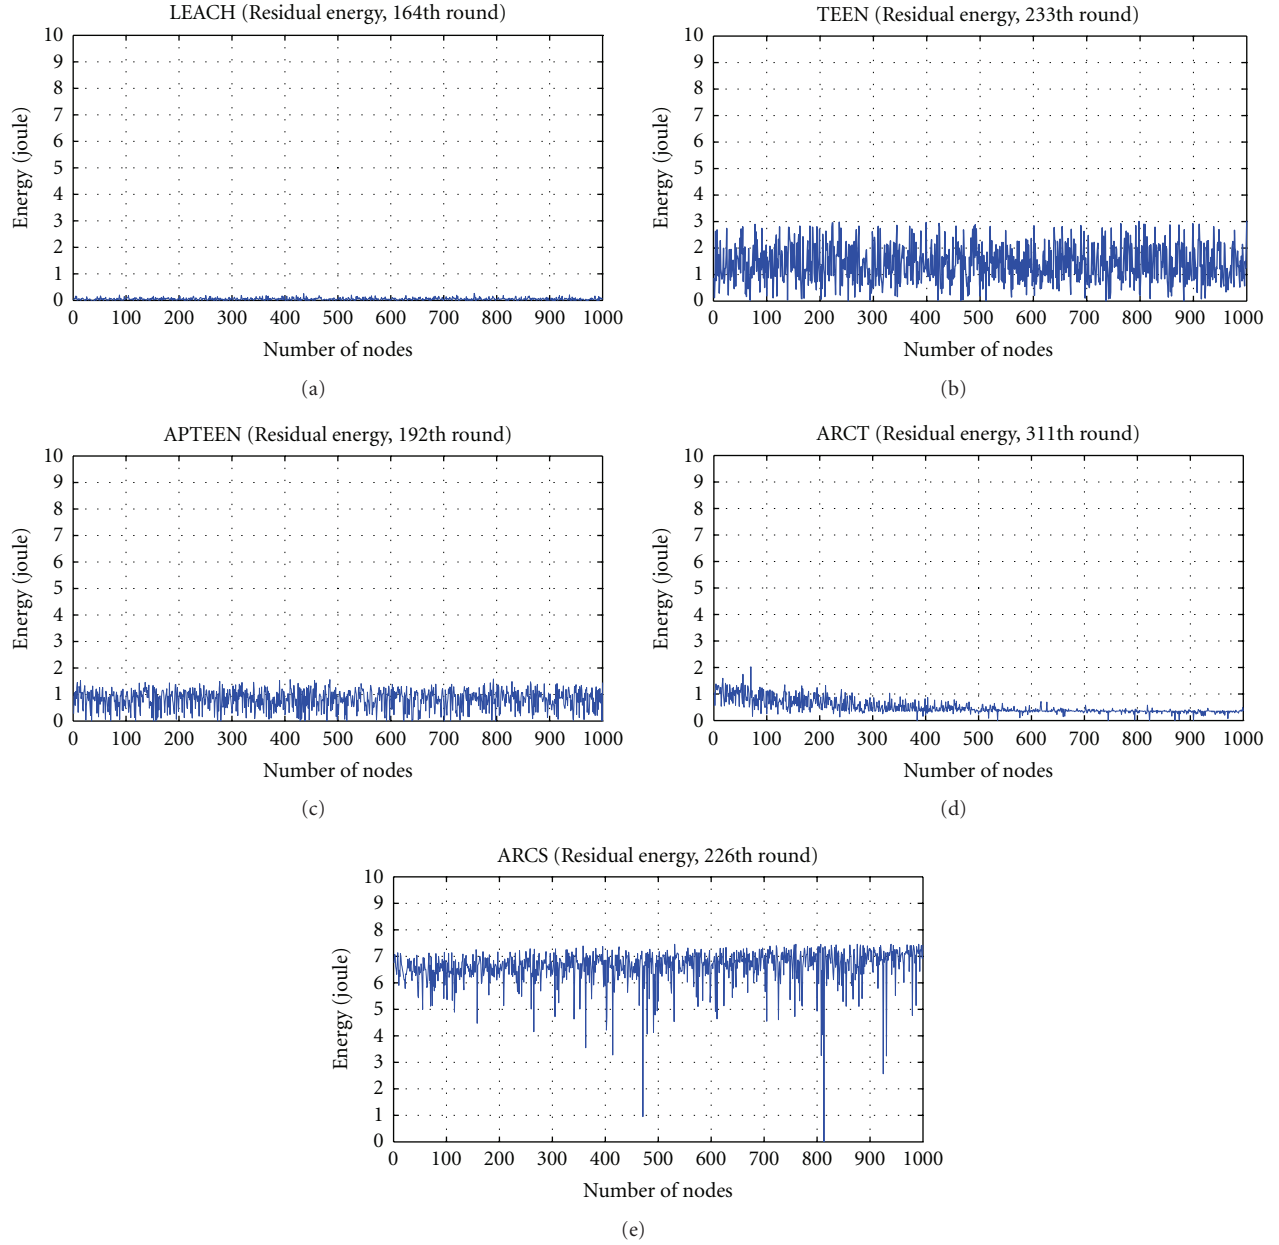 LEACH (Residual energy, 164th round)
10
9
8
7
6
5
4
3
2
1
0
Energy (joule)
0 100 200 300 400 500 600 700 800 900 1000
Number of nodes
(a)
TEEN (Residual energy, 233th round)
10
9
8
7
6
5
4
3
2
1
0
Energy (joule)
0 100 200 300 400 500 600 700 800 900 1000
Number of nodes
(b)
APTEEN (Residual energy, 192th round)
10
9
8
7
6
5
4
3
2
1
0
Energy (joule)
0 100 200 300 400 500 600 700 800 900 1000
Number of nodes
(c)
ARCT (Residual energy, 311th round)
10
9
8
7
6
5
4
3
2
1
0
Energy (joule)
0 100 200 300 400 500 600 700 800 900 1000
Number of nodes
(d)
ARCS (Residual energy, 226th round)
10
9
8
7
6
5
4
3
2
1
0
Energy (joule)
0 100 200 300 400 500 600 700 800 900 1000
Number of nodes
(e)